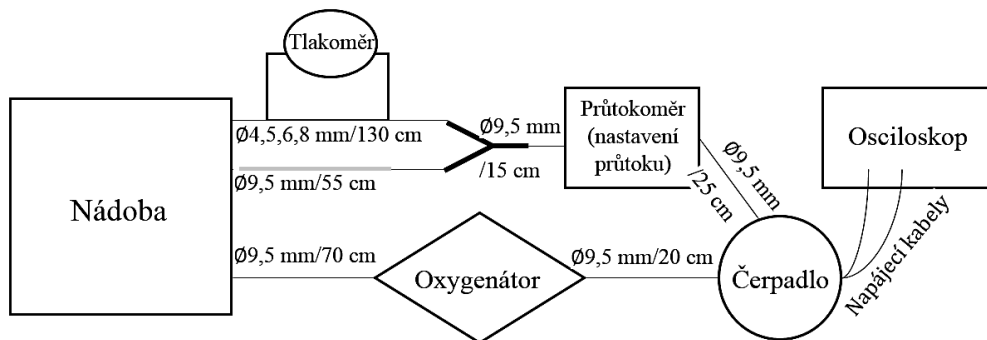 Tlakoměr
Ø4,5,6,8 mm/130 cm
Ø9,5 mm
/15 cm
Ø9,5 mm/55 cm
Nádoba
Průtokoměr
(nastavení
průtoku)
Ø9,5 mm
/25 cm
Osciloskop
Napájecí kabely
Ø9,5 mm/70 cm
Oxygenátor
Ø9,5 mm/20 cm
Čerpadlo